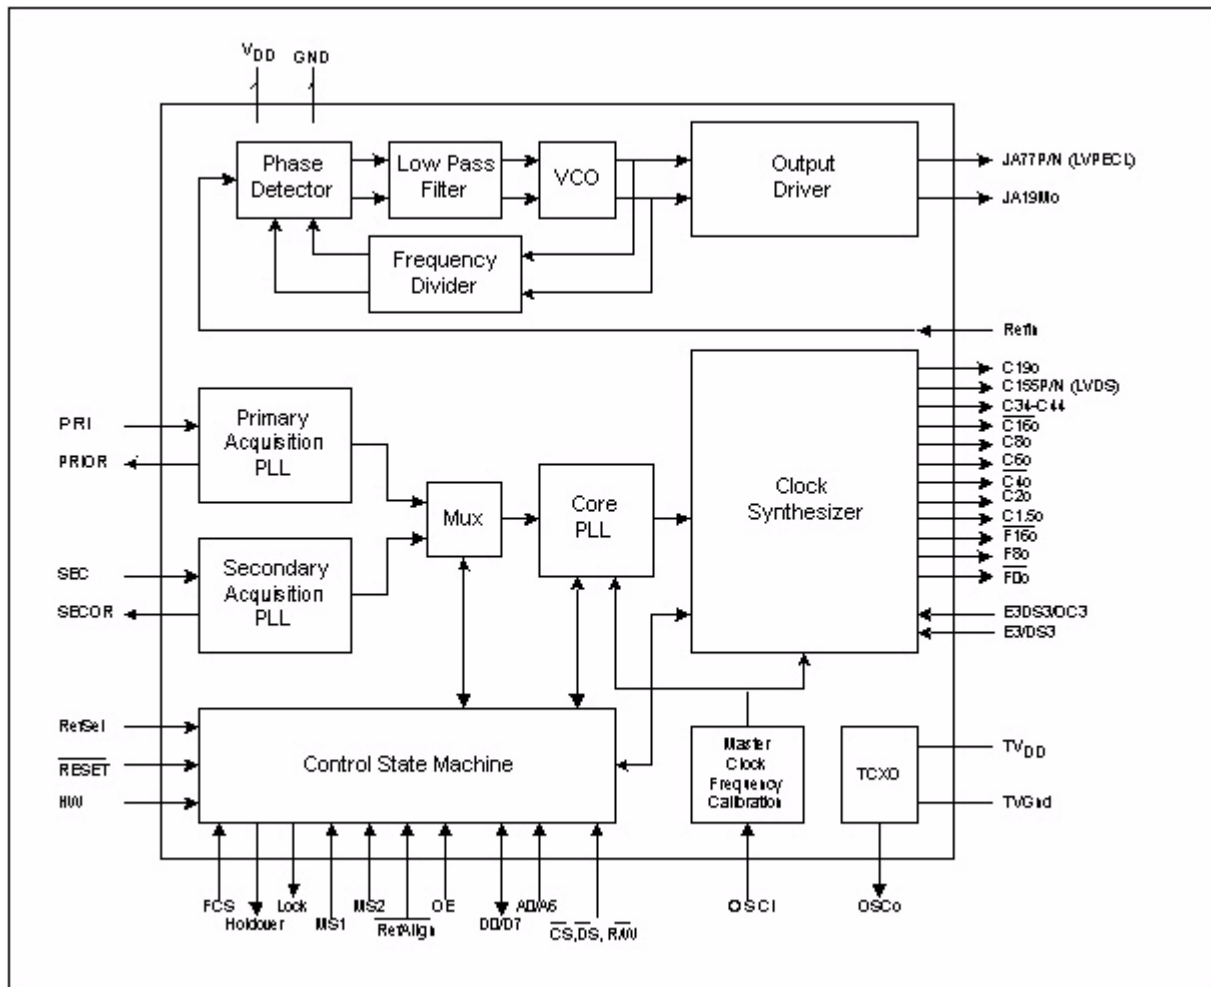 VDD GND
Phase Detector
Low Pass Filter
VCO
Output Driver
JA77P/N (LVPECL)
JA19Mo
Frequency Divider
RefIn
C19o
C155P/N (LVDS)
C34-C44
C16o
C8o
C6o
C4o
C2o
C1.5o
F16o
F8o
F0o
E3DS3/OC3
E3/DS3
PRI
PRIOR
Primary Acquisition PLL
Mux
Core PLL
Clock Synthesizer
SEC
SECOR
Secondary Acquisition PLL
RefSel
RESET
HW
Control State Machine
Master Clock Frequency Calibration
TCXO
TVDD
TVGnd
FCS
Holdover
Lock
MS1
MS2
RefAlign
OE
D0/D7
A0/A6
CS,DS, R/W
OSCi
OSCo